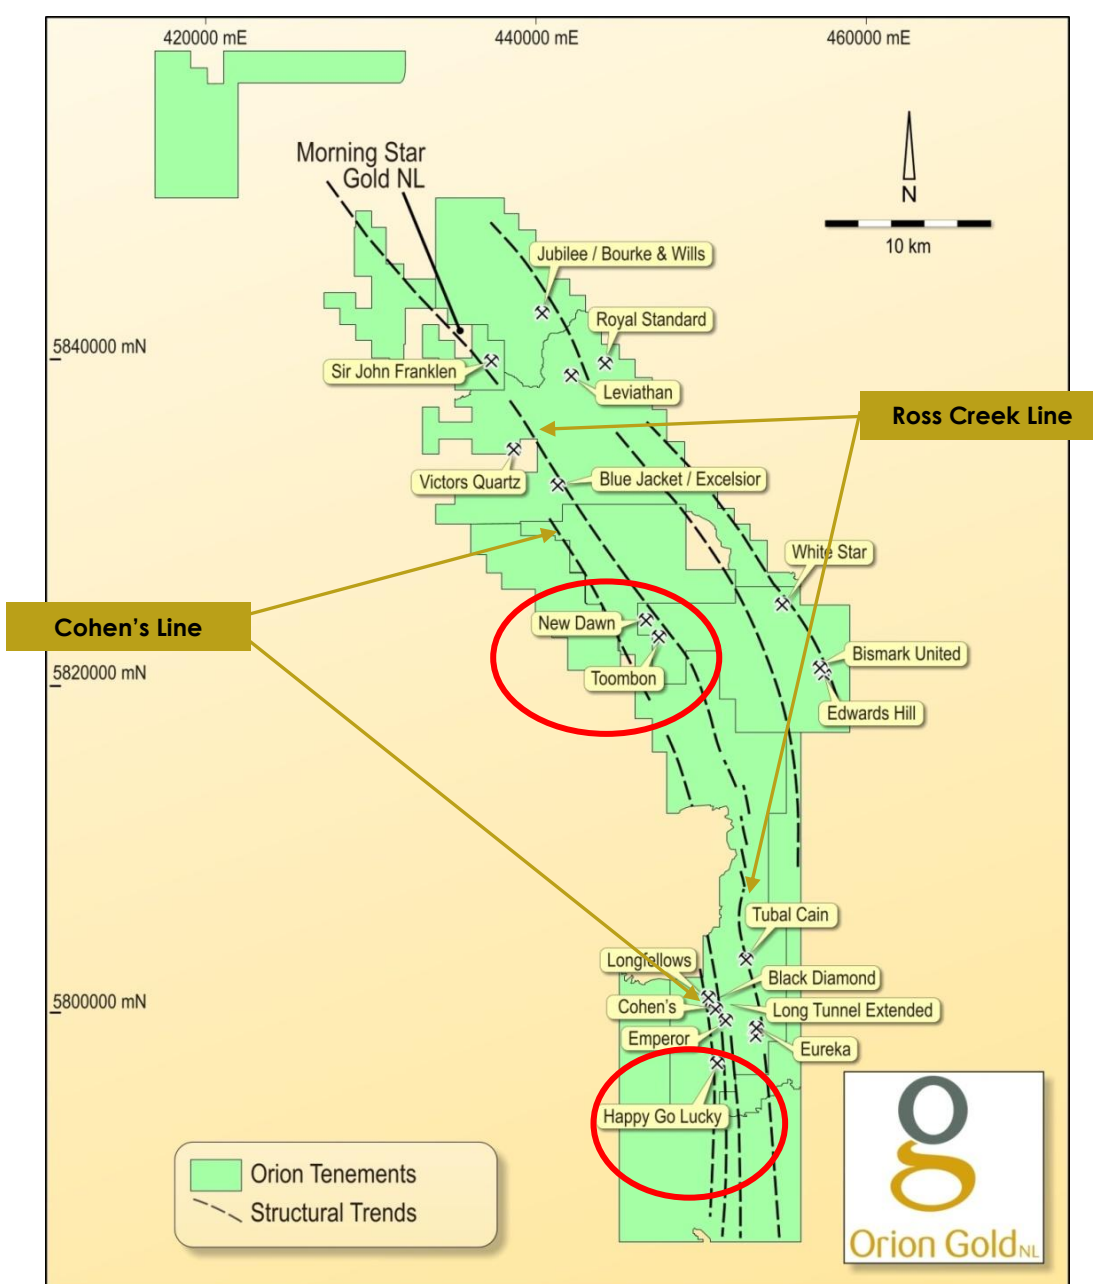 420000 mE
440000 mE
460000 mE
Morning Star
Gold NL
N
10 km
Jubilee / Bourke & Wills
Royal Standard
5840000 mN
Sir John Franklen
Leviathan
Ross Creek Line
Victors Quartz
Blue Jacket / Excelsior
White Star
Cohen's Line
New Dawn
Bismark United
5820000 mN
Toombon
Edwards Hill
Tubal Cain
Longfellows
Black Diamond
5800000 mN
Cohen's
Long Tunnel Extended
Emperor
Eureka
Happy Go Lucky
Orion Tenements
Structural Trends
Orion Gold NL